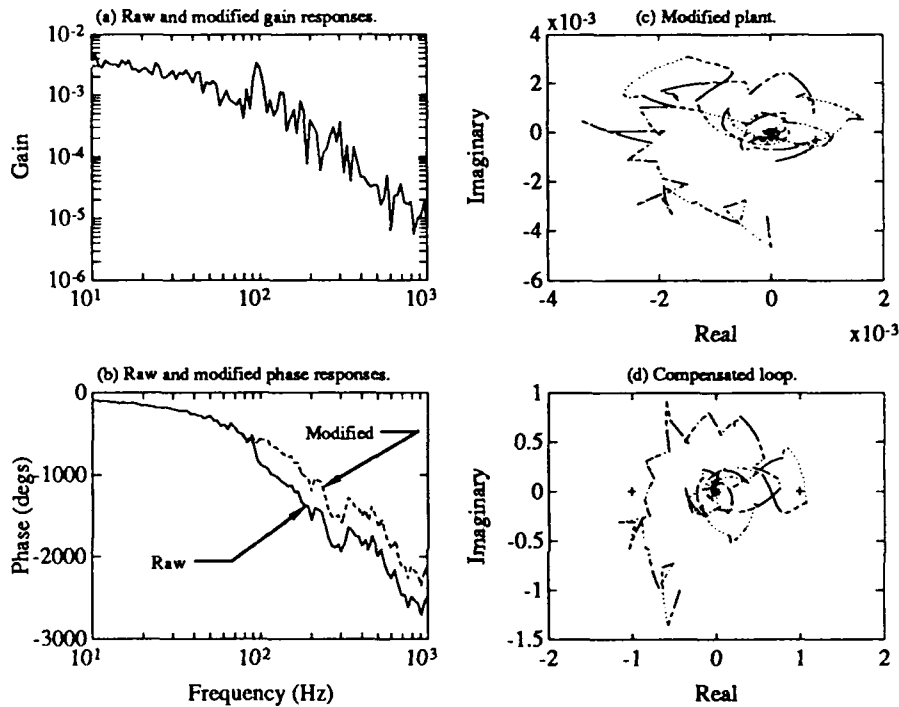 (a) Raw and modified gain responses.
10⁻²
10⁻³
10⁻⁴
10⁻⁵
10⁻⁶
Gain
10¹
10²
10³
(c) Modified plant.
x10⁻³
4
2
0
-2
-4
-6
Imaginary
-4
-2
0
2
x10⁻³
Real
(b) Raw and modified phase responses.
0
1000
-2000
-3000
Phase (degs)
Modified
Raw
10¹
10²
10³
Frequency (Hz)
(d) Compensated loop.
1
0.5
0
-0.5
-1
-1.5
Imaginary
-2
-1
0
1
2
Real